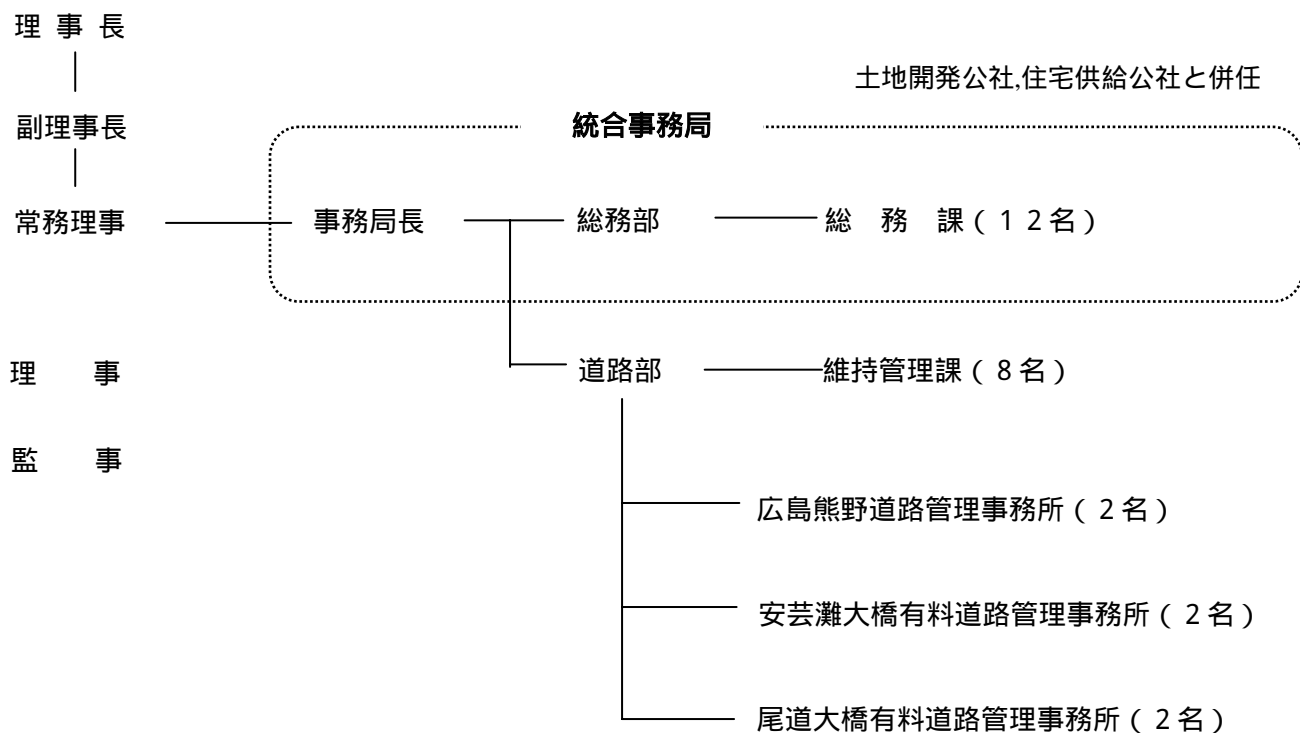 理 事 長
土地開発公社,住宅供給公社と併任
副理事長
統合事務局
常務理事 事務局長 総務部 総 務 課(12名)
理 事 道路部 維持管理課(8名)
監 事
広島熊野道路管理事務所(2名)
安芸灘大橋有料道路管理事務所(2名)
尾道大橋有料道路管理事務所(2名)